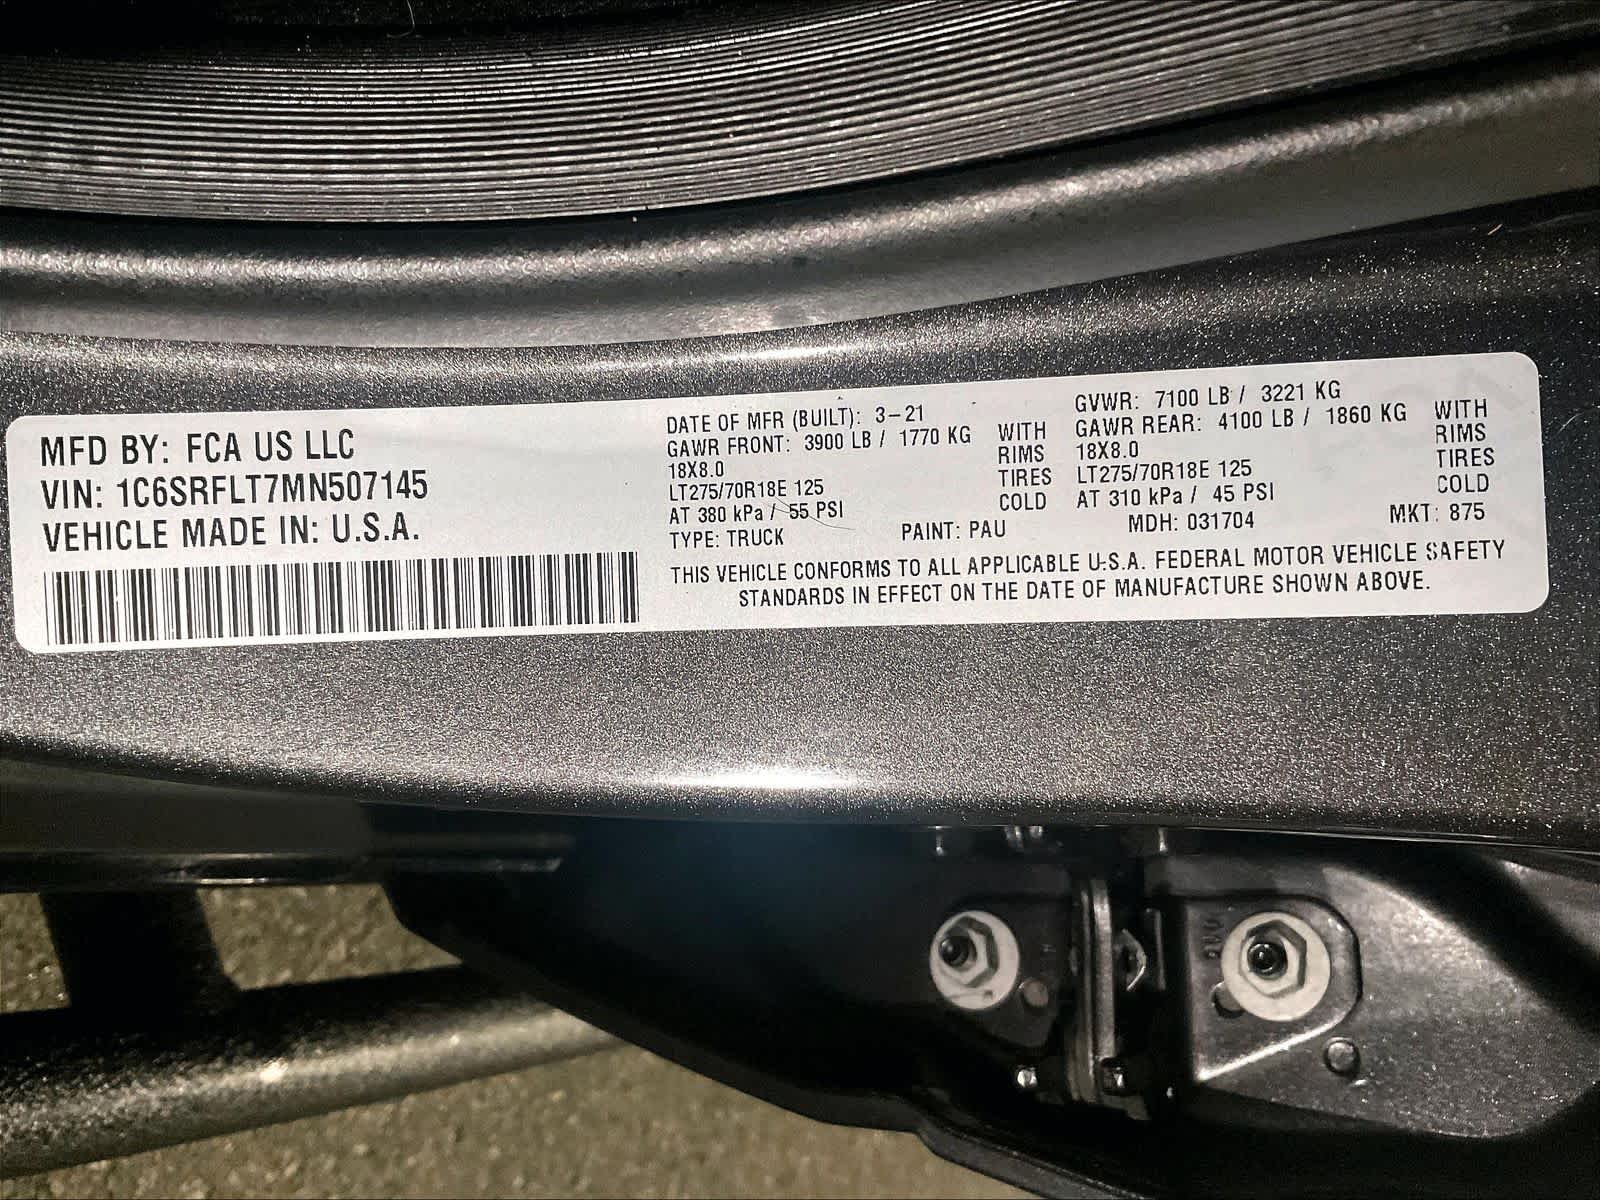 MFD BY: FCA US LLC
VIN: 1C6SRFLT7MN507145
VEHICLE MADE IN: U.S.A.
DATE OF MFR (BUILT): 3-21
GAWR FRONT: 3900 LB / 1770 KG WITH
18X8.0 RIMS
LT275/70R18E 125 TIRES
AT 380 kPa / 55 PSI COLD
GVWR: 7100 LB / 3221 KG
GAWR REAR: 4100 LB / 1860 KG WITH
18X8.0 RIMS
LT275/70R18E 125 TIRES
AT 310 kPa / 45 PSI COLD
TYPE: TRUCK PAINT: PAU MDH: 031704 MKT: 875
THIS VEHICLE CONFORMS TO ALL APPLICABLE U.S.A. FEDERAL MOTOR VEHICLE SAFETY
STANDARDS IN EFFECT ON THE DATE OF MANUFACTURE SHOWN ABOVE.